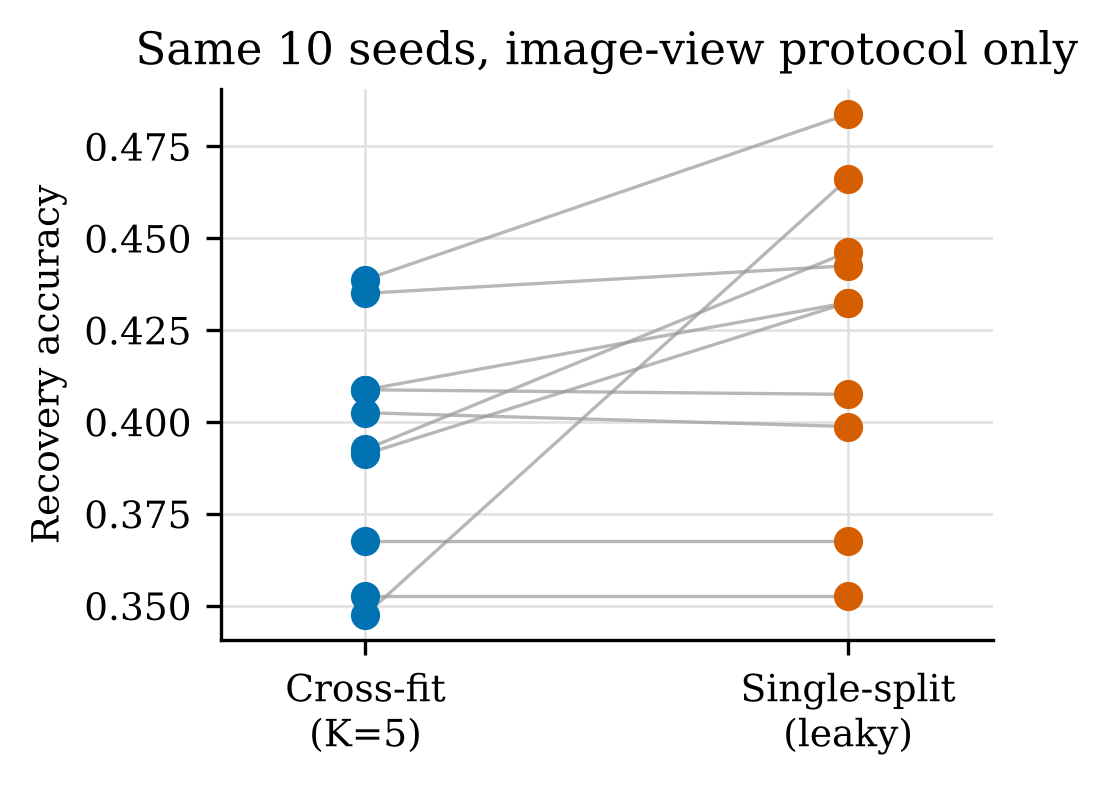 Same 10 seeds, image-view protocol only
Recovery accuracy
0.475
0.450
0.425
0.400
0.375
0.350
Cross-fit
(K=5)
Single-split
(leaky)